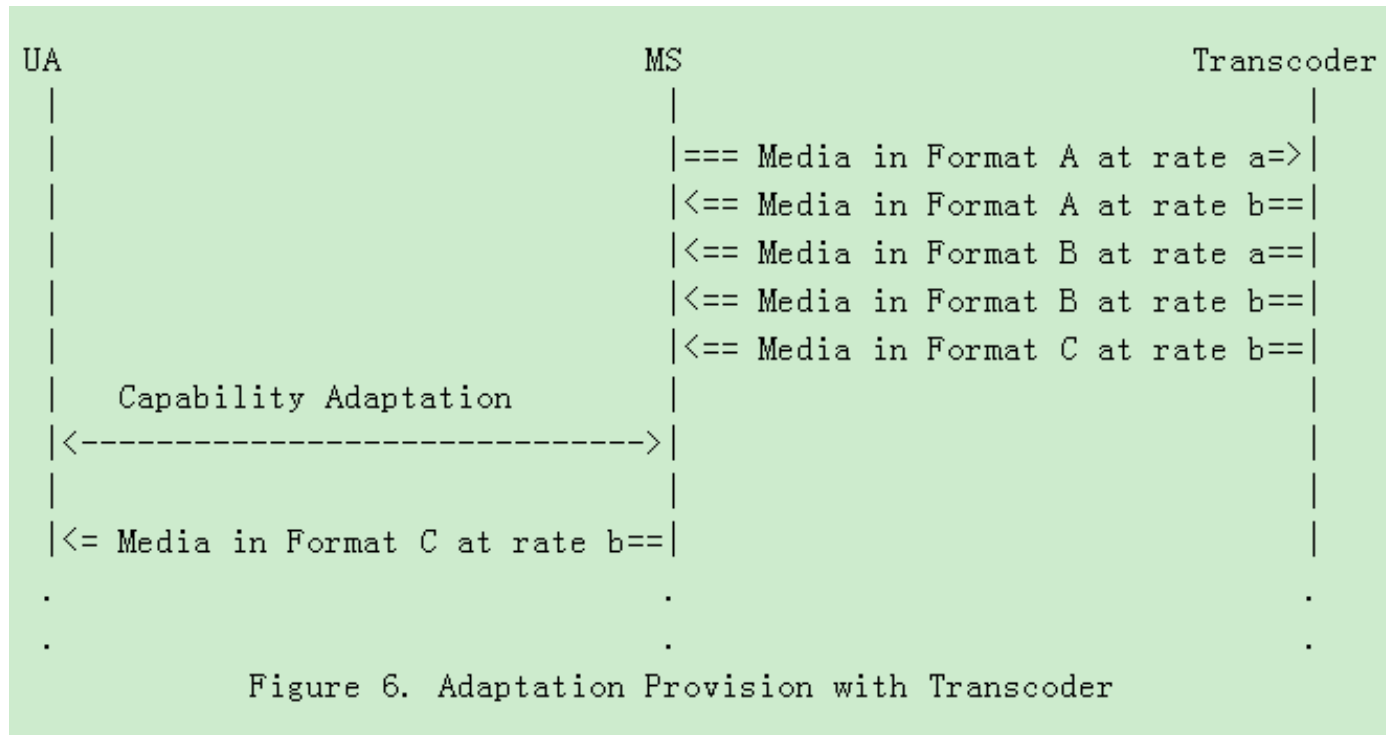 UA MS Transcoder
| | |
| |=== Media in Format A at rate a=>|
| |<== Media in Format A at rate b==|
| |<== Media in Format B at rate a==|
| |<== Media in Format B at rate b==|
| |<== Media in Format C at rate b==|
| Capability Adaptation | |
|<------------------------------>| |
| | |
|<= Media in Format C at rate b==| |
. . .
. . .
Figure 6. Adaptation Provision with Transcoder